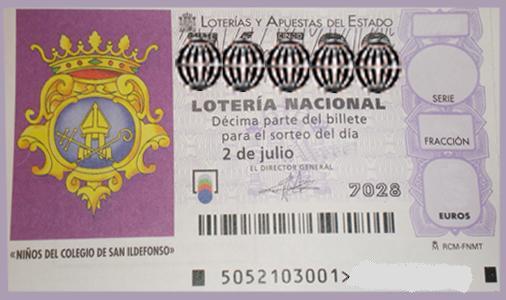 LOTERÍAS Y APUESTAS DEL ESTADO
LOTERÍA NACIONAL
Décima parte del billete
para el sorteo del día
2 de julio
EL DIRECTOR GENERAL
7028
SERIE
FRACCIÓN
EUROS
RCM-FNMT
«NIÑOS DEL COLEGIO DE SAN ILDEFONSO»
5052103001>